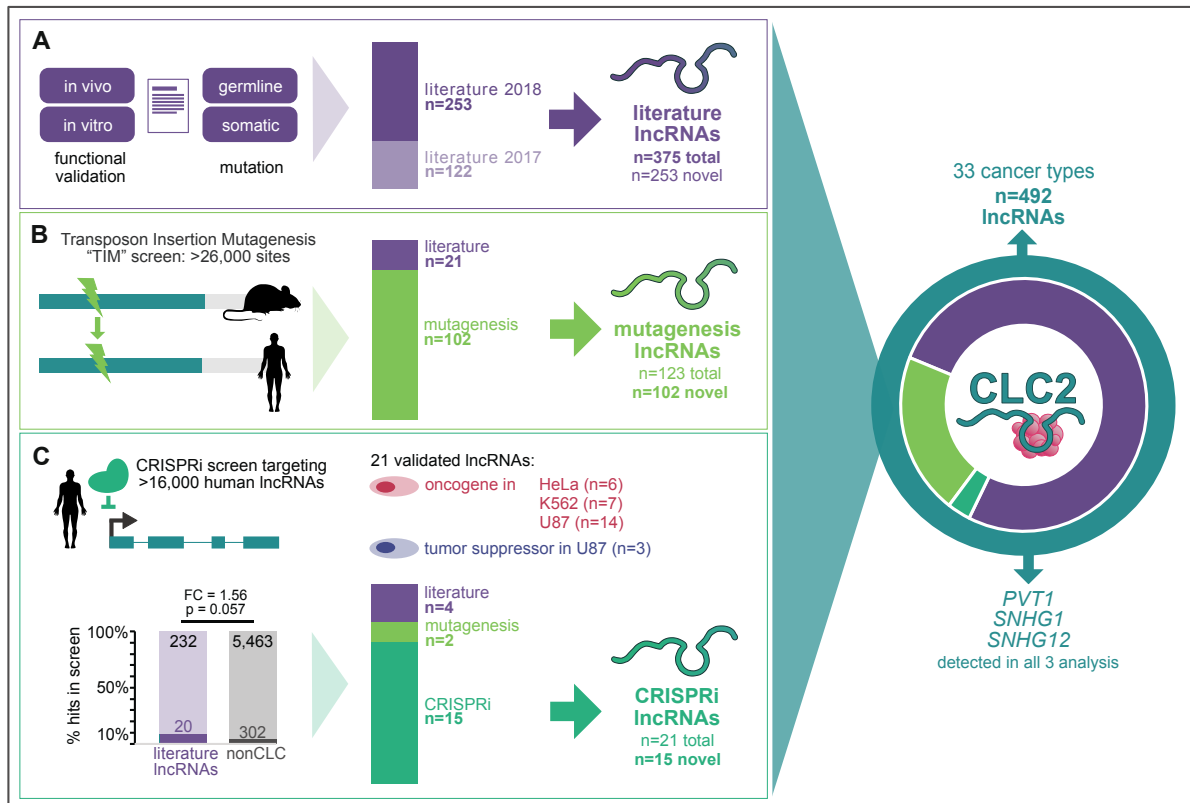 A
in vivo
in vitro
functional
validation
germline
somatic
mutation
literature 2018
n=253
literature 2017
n=122
literature
lncRNAs
n=375 total
n=253 novel
B
Transposon Insertion Mutagenesis
“TIM” screen: >26,000 sites
literature
n=21
mutagenesis
n=102
mutagenesis
lncRNAs
n=123 total
n=102 novel
C
CRISPRi screen targeting
>16,000 human lncRNAs
21 validated lncRNAs:
oncogene in
HeLa (n=6)
K562 (n=7)
U87 (n=14)
tumor suppressor in U87 (n=3)
FC = 1.56
p = 0.057
% hits in screen
100%
50%
10%
232
5,463
20
302
literature
lncRNAs
nonCLC
literature
n=4
mutagenesis
n=2
CRISPRi
n=15
CRISPRi
lncRNAs
n=21 total
n=15 novel
33 cancer types
n=492
lncRNAs
CLC2
PVT1
SNHG1
SNHG12
detected in all 3 analysis